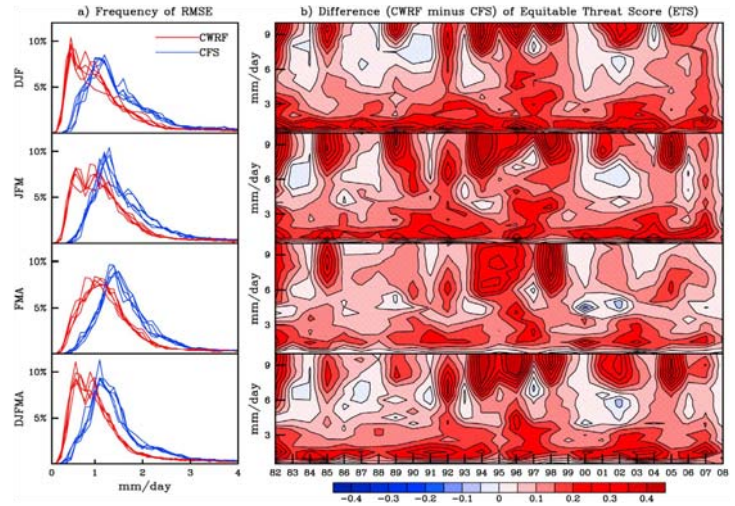 a) Frequency of RMSE
b) Difference (CWRF minus CFS) of Equitable Threat Score (ETS)
CWRF
CFS
DJF
10%
5%
mm/day
9
6
3
JFM
10%
5%
mm/day
9
6
3
FMA
10%
5%
mm/day
9
6
3
DJFMA
10%
5%
mm/day
9
6
3
0 1 2 3 4
mm/day
82 83 84 85 86 87 88 89 90 91 92 93 94 95 96 97 98 99 00 01 02 03 04 05 06 07 08
-0.4 -0.3 -0.2 -0.1 0 0.1 0.2 0.3 0.4